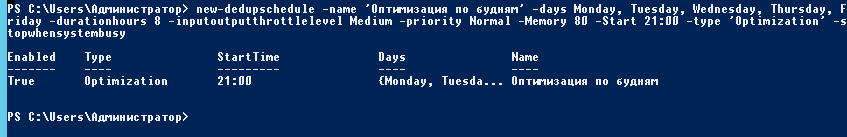 PS C:\Users\Администратор> new-dedupschedule -name 'Оптимизация по будням' -days Monday, Tuesday, Wednesday, Thursday, F
riday -durationhours 8 -inputoutputthrottlelevel Medium -priority Normal -Memory 80 -Start 21:00 -type 'Optimization' -s
topwhensystembusy
Enabled Type StartTime Days Name
------- ---- --------- ---- ----
True Optimization 21:00 {Monday, Tuesda... Оптимизация по будням
PS C:\Users\Администратор>